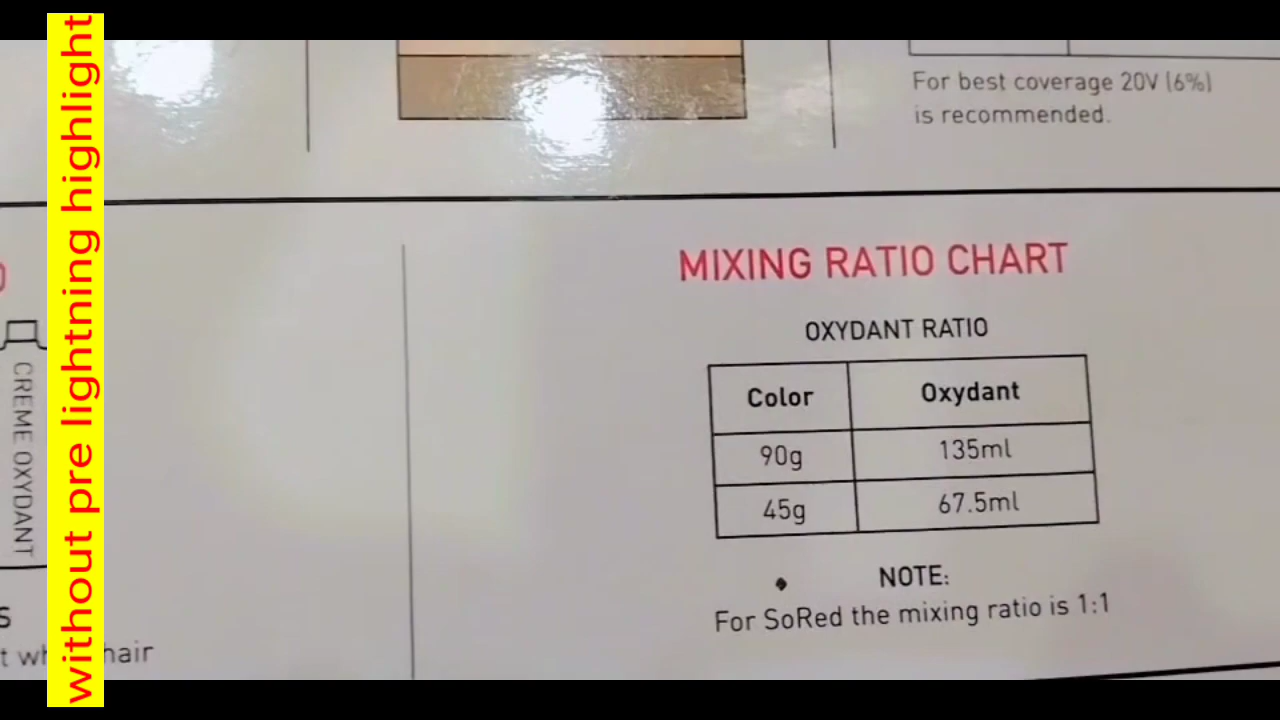 without pre lightning highlight
For best coverage 20V (6%)
is recommended.
CREME OXYDANT
hair
MIXING RATIO CHART
OXYDANT RATIO
Color Oxydant
90g 135ml
45g 67.5ml
NOTE:
For SoRed the mixing ratio is 1:1